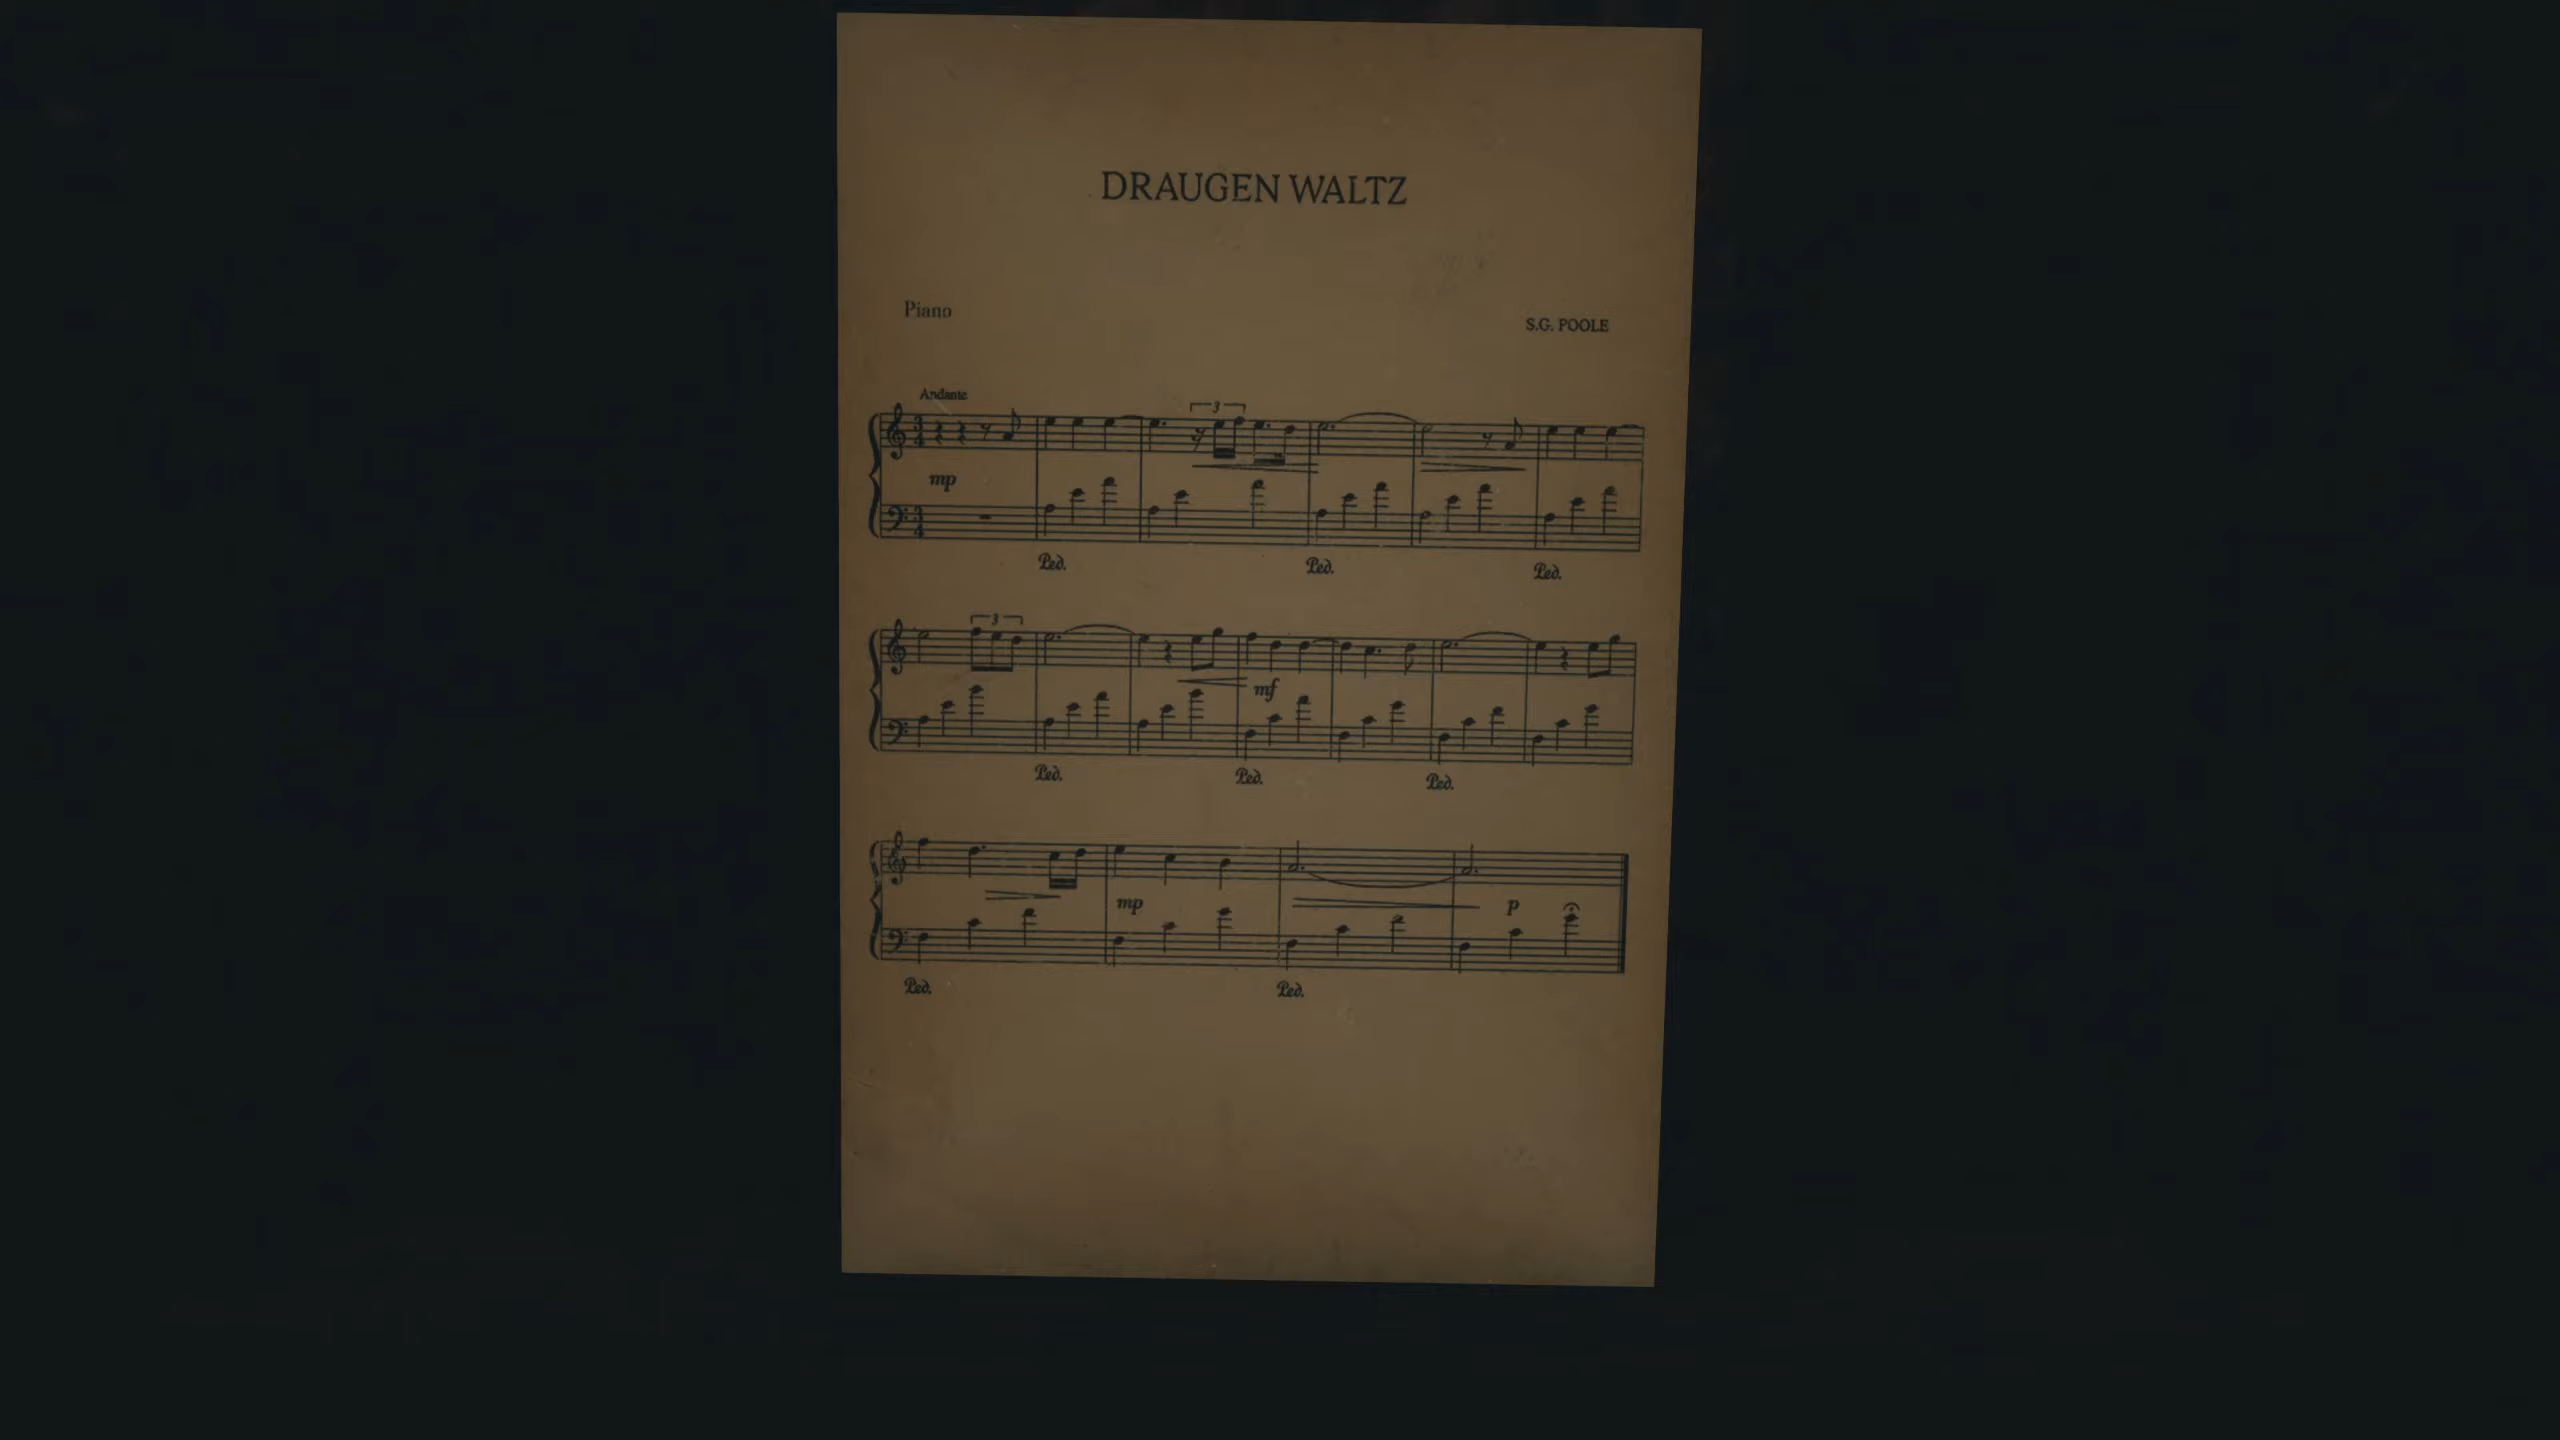 DRAUGEN WALTZ
Piano
S.G. POOLE
Andante
3
mp
Ped. Ped. Ped.
3
mf
Ped. Ped. Ped.
mp
p
Ped. Ped.